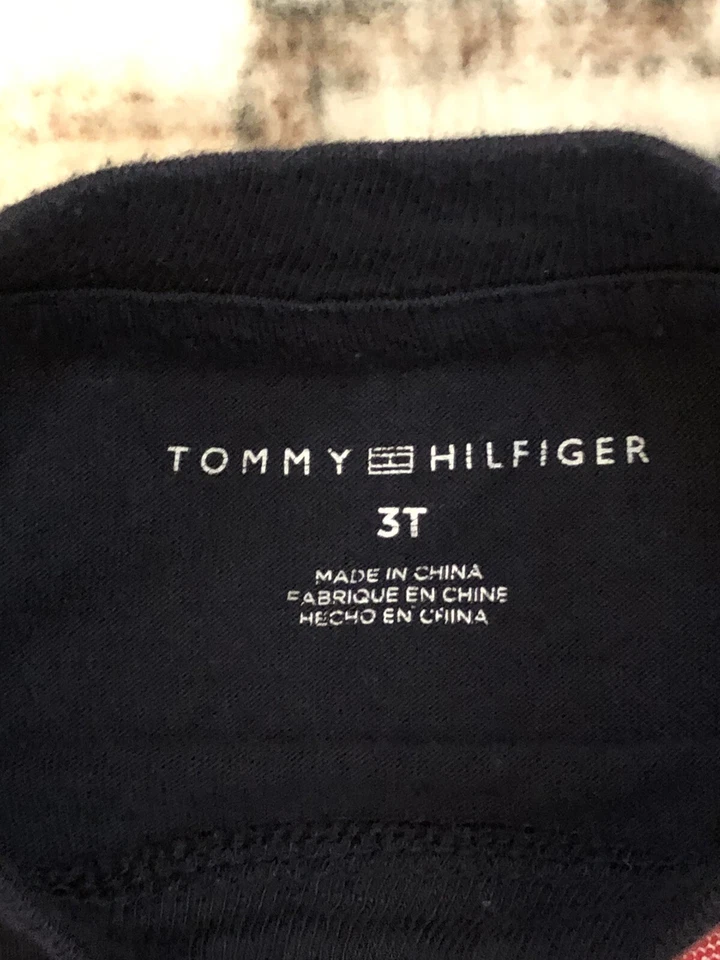 TOMMY HILFIGER
3T
MADE IN CHINA
FABRIQUE EN CHINE
HECHO EN CHINA